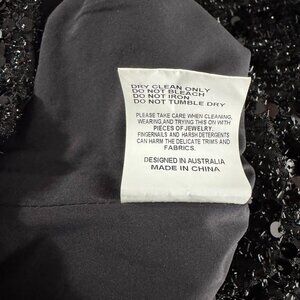 DRY CLEAN ONLY
DO NOT BLEACH
DO NOT IRON
DO NOT TUMBLE DRY
PLEASE TAKE CARE WHEN CLEANING,
WEARING,AND TRYING THIS ON WITH
PIECES OF JEWELRY.
FINGERNAILS AND HARSH DETERGENTS
CAN HARM THE DELICATE TRIMS AND
FABRICS.
DESIGNED IN AUSTRALIA
MADE IN CHINA